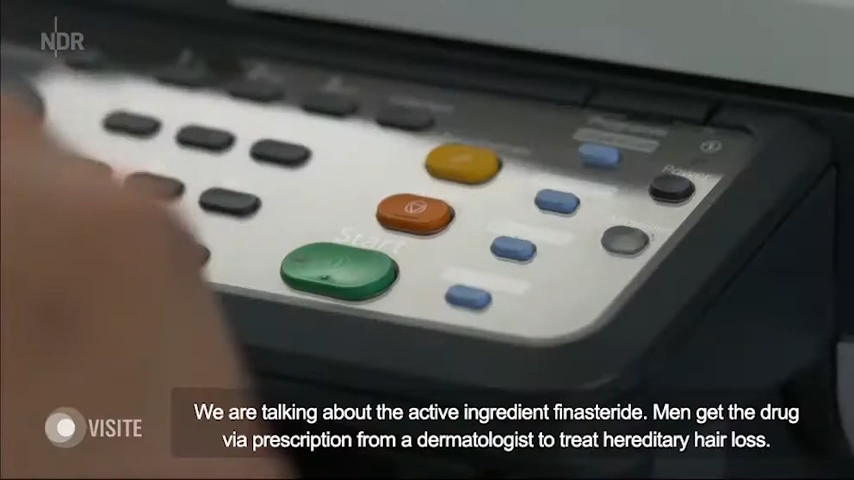 NDR
Power
Start
VISITE
We are talking about the active ingredient finasteride. Men get the drug
via prescription from a dermatologist to treat hereditary hair loss.